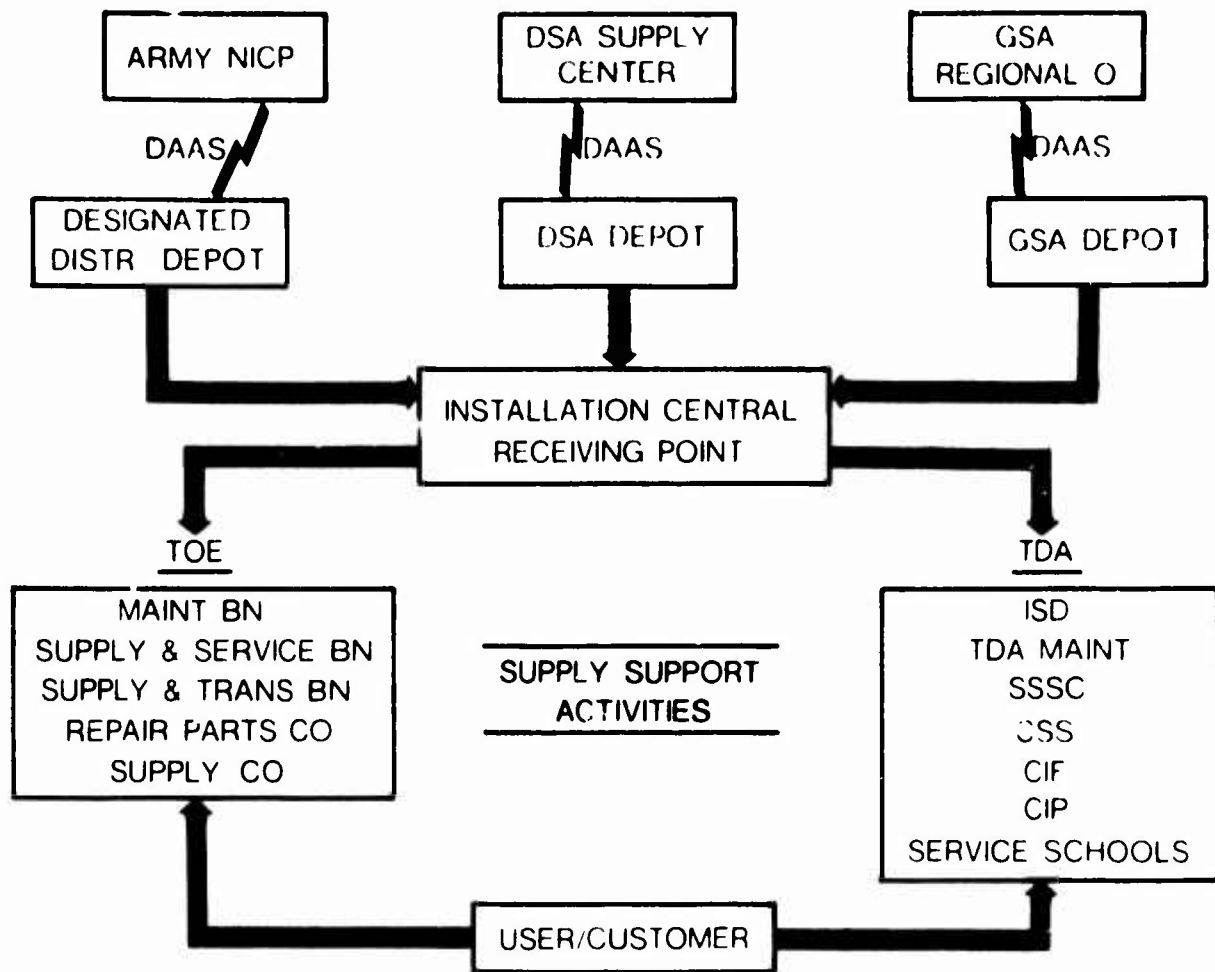 ARMY NICP
DSA SUPPLY
CENTER
GSA
REGIONAL O
DAAS
DAAS
DAAS
DESIGNATED
DISTR DEPOT
DSA DEPOT
GSA DEPOT
INSTALLATION CENTRAL
RECEIVING POINT
TOE
MAINT BN
SUPPLY & SERVICE BN
SUPPLY & TRANS BN
REPAIR PARTS CO
SUPPLY CO
SUPPLY SUPPORT
ACTIVITIES
TDA
ISD
TDA MAINT
SSSC
CIF
CIP
SERVICE SCHOOLS
USER/CUSTOMER